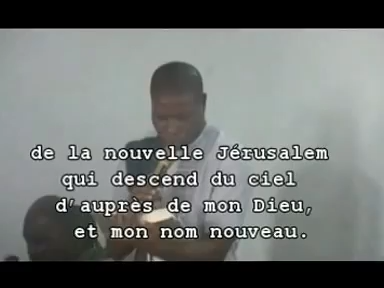 de la nouvelle Jérusalem
qui descend du ciel
d'auprès de mon Dieu,
et mon nom nouveau.